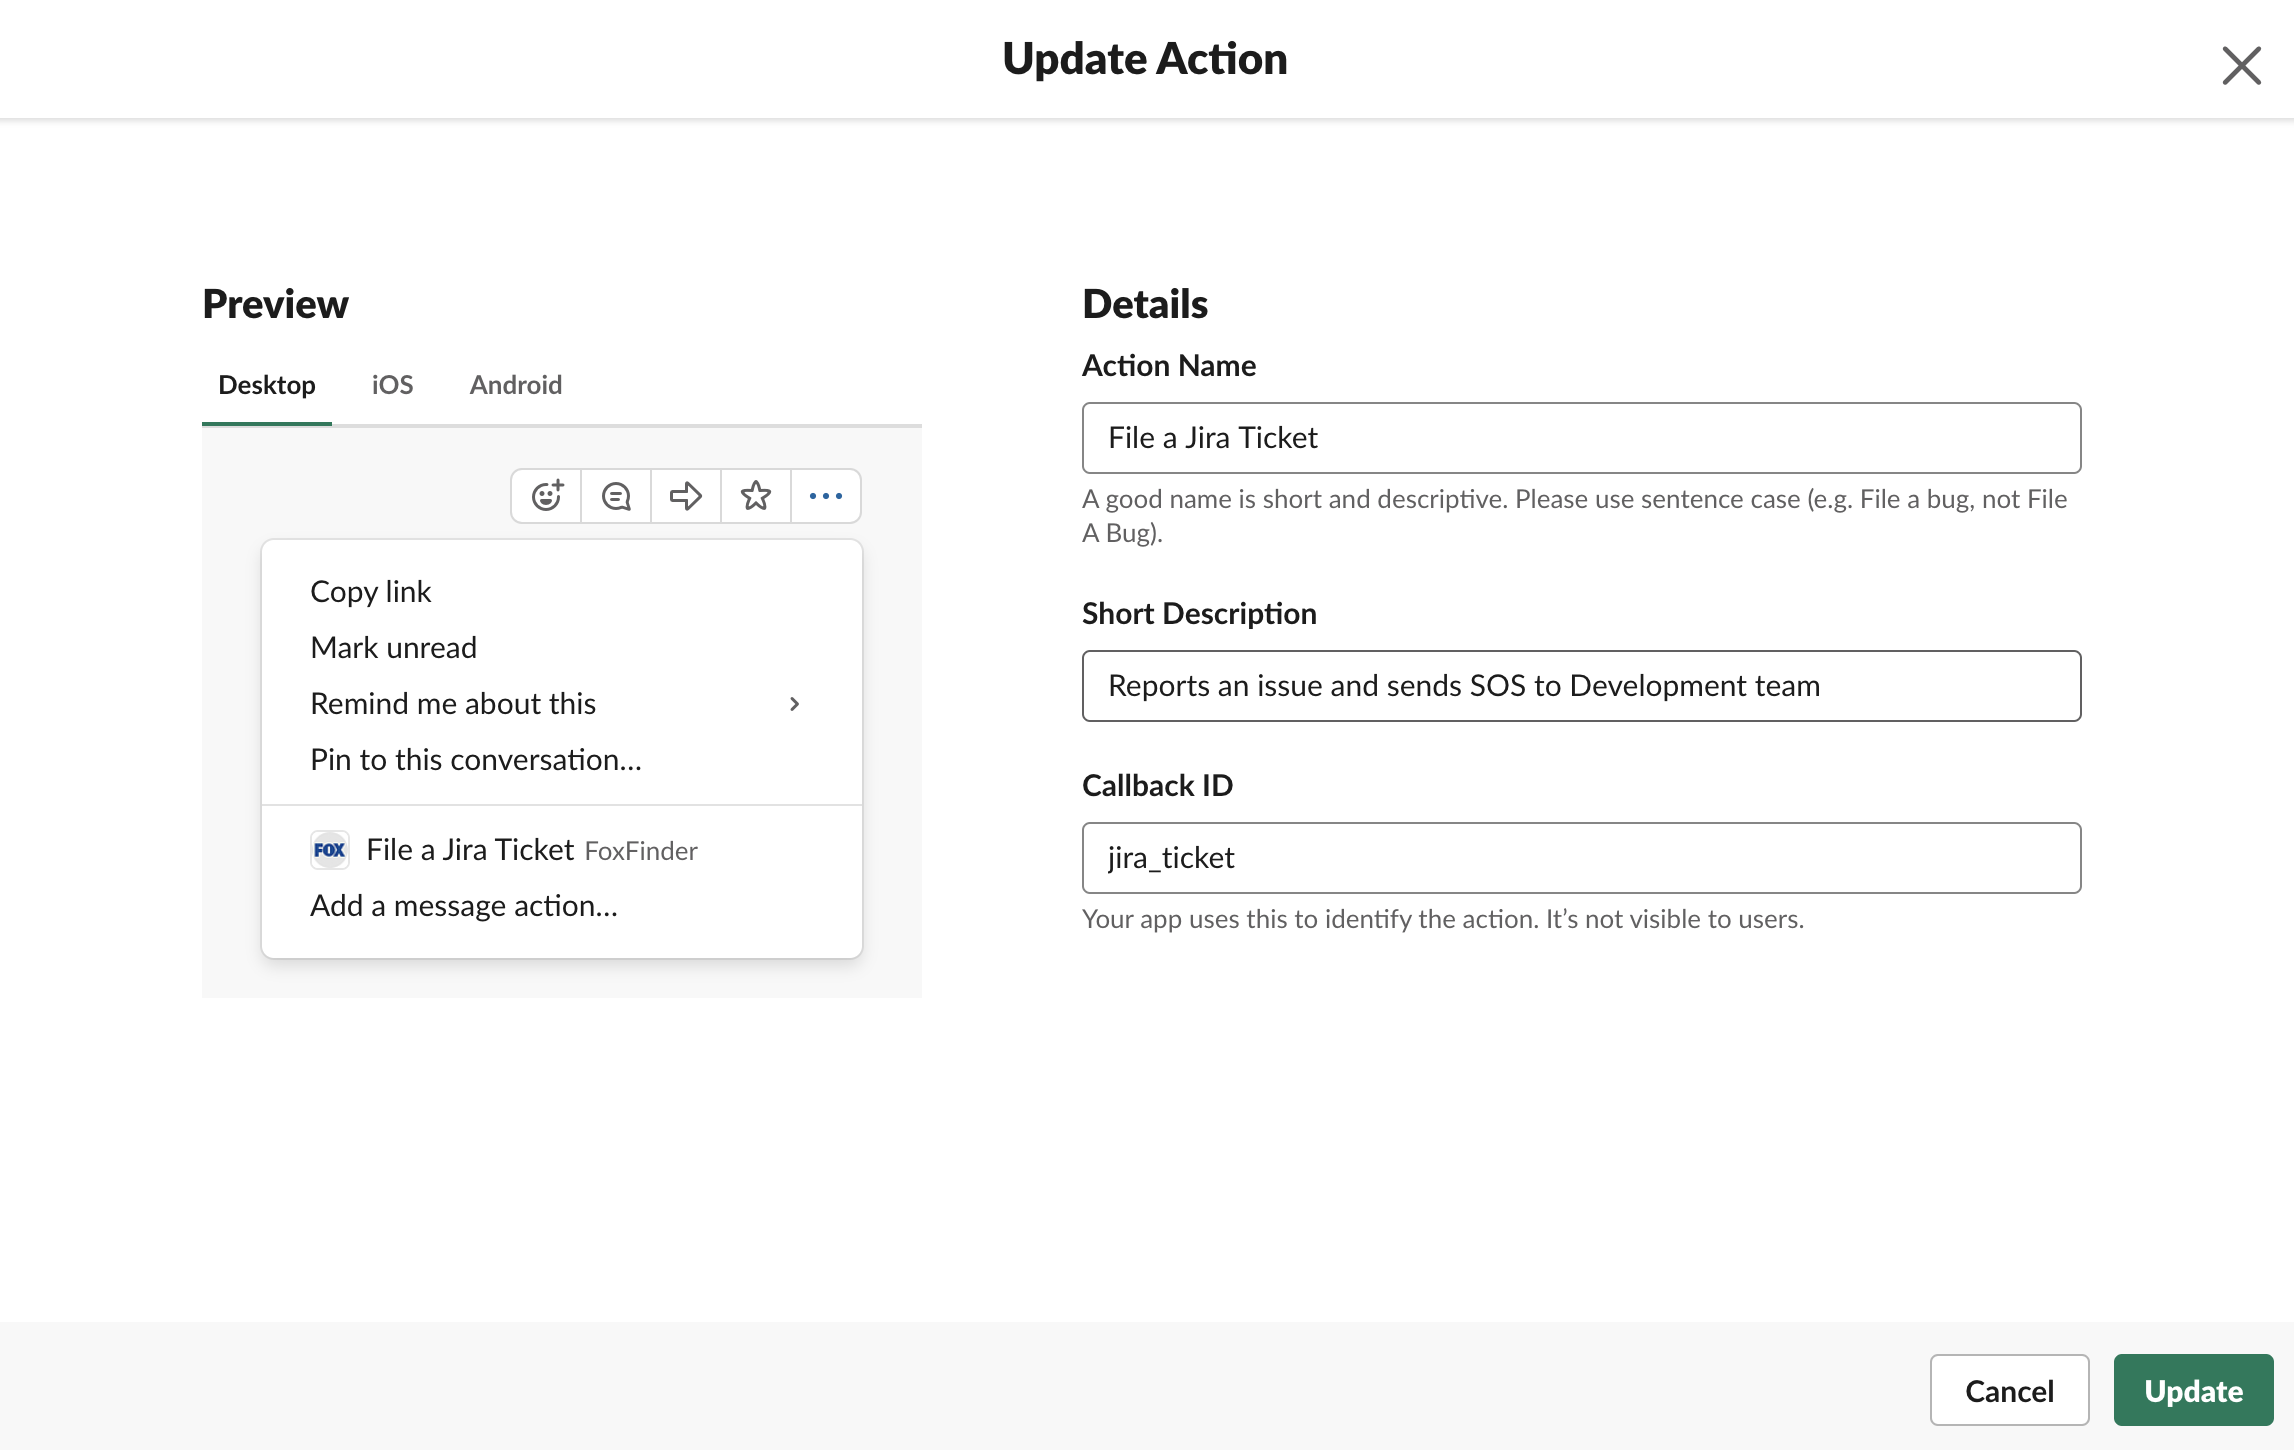 Update Action
Preview
Desktop iOS Android
Copy link
Mark unread
Remind me about this
Pin to this conversation...
FOX File a Jira Ticket FoxFinder
Add a message action...
Details
Action Name
File a Jira Ticket
A good name is short and descriptive. Please use sentence case (e.g. File a bug, not File
A Bug).
Short Description
Reports an issue and sends SOS to Development team
Callback ID
jira_ticket
Your app uses this to identify the action. It’s not visible to users.
Cancel Update